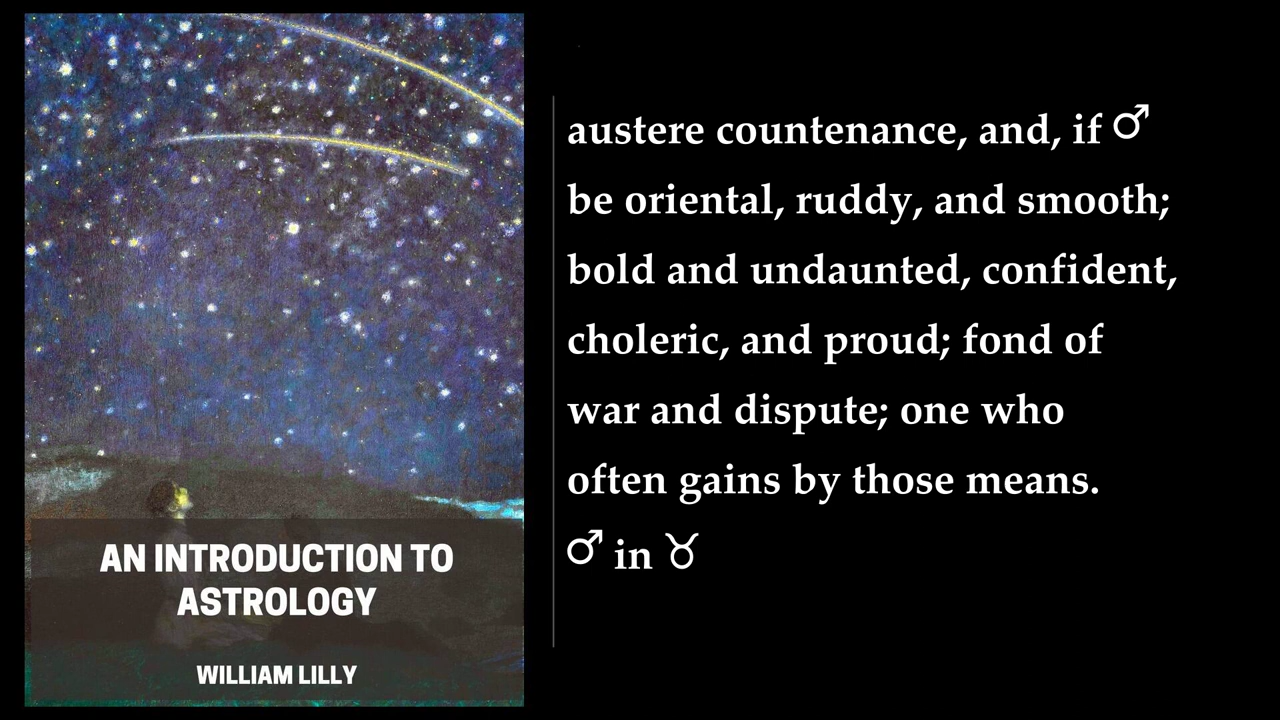 AN INTRODUCTION TO
ASTROLOGY
WILLIAM LILLY
austere countenance, and, if ♂
be oriental, ruddy, and smooth;
bold and undaunted, confident,
choleric, and proud; fond of
war and dispute; one who
often gains by those means.
♂ in ♉